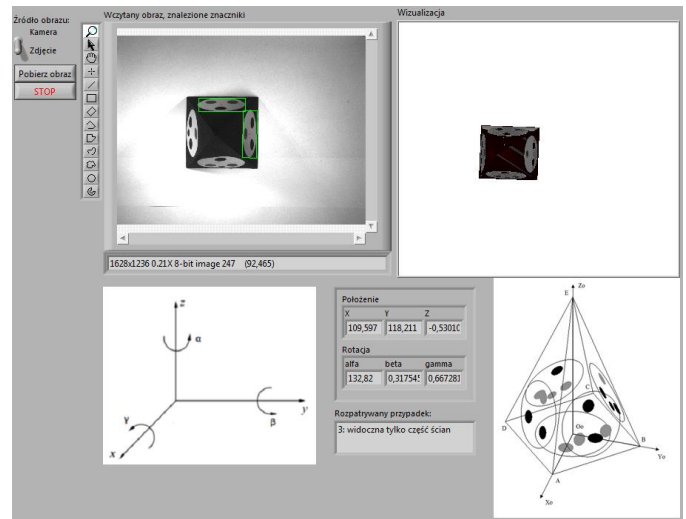 Źródło obrazu:
Kamera
Zdjęcie
Pobierz obraz
STOP
Wczytany obraz, znalezione znaczniki
1628x1236 0.21X 8-bit image 247 (92,465)
Wizualizacja
z
α
y
β
γ
x
Położenie
X Y Z
109,597 118,211 -0,5301(
Rotacja
alfa beta gamma
132,82 0,31754! 0,667281
Rozpatrywany przypadek:
3: widoczna tylko część ścian
Zo
E
C
D
Oo
B
Yo
A
Xo